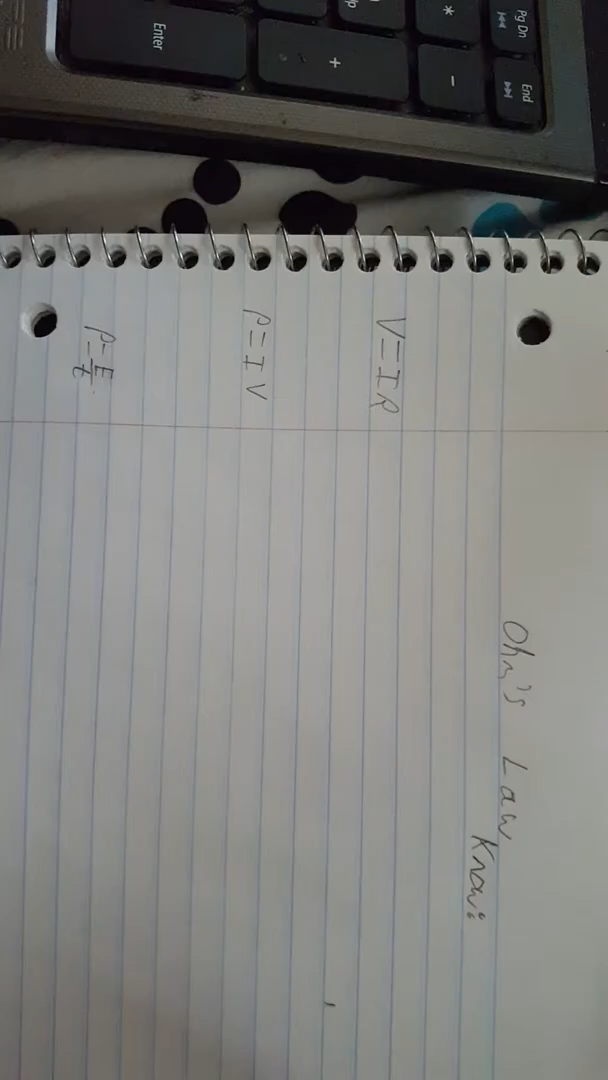 Pg Dn
End
*
-
+
Enter
Ohm's Law
Know:
V=IR
P=IV
P=E/t